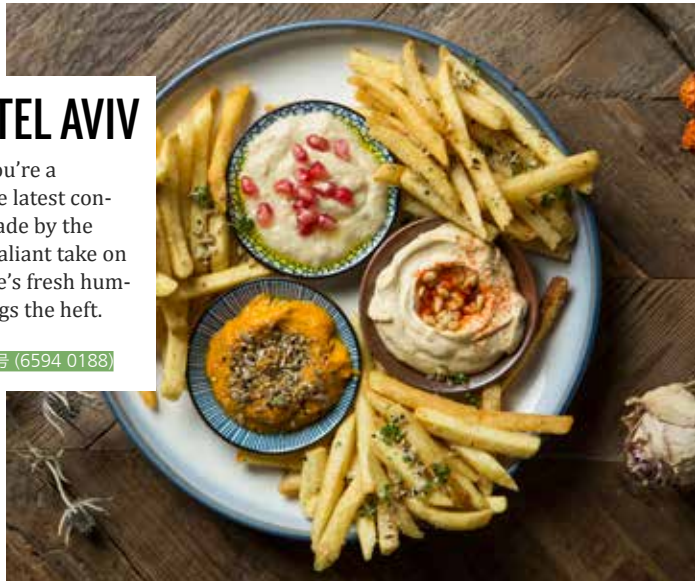 TEL AVIV
ou’re a
e latest con-
ade by the
aliant take on
e’s fresh hum-
gs the heft.
号 (6594 0188)